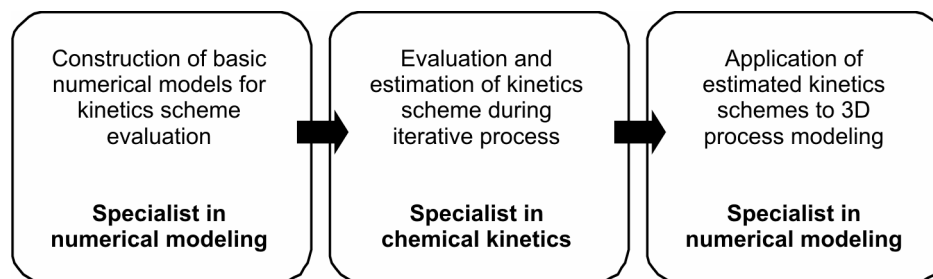 Construction of basic
numerical models for
kinetics scheme
evaluation
Specialist in
numerical modeling
Evaluation and
estimation of kinetics
scheme during
iterative process
Specialist in
chemical kinetics
Application of
estimated kinetics
schemes to 3D
process modeling
Specialist in
numerical modeling